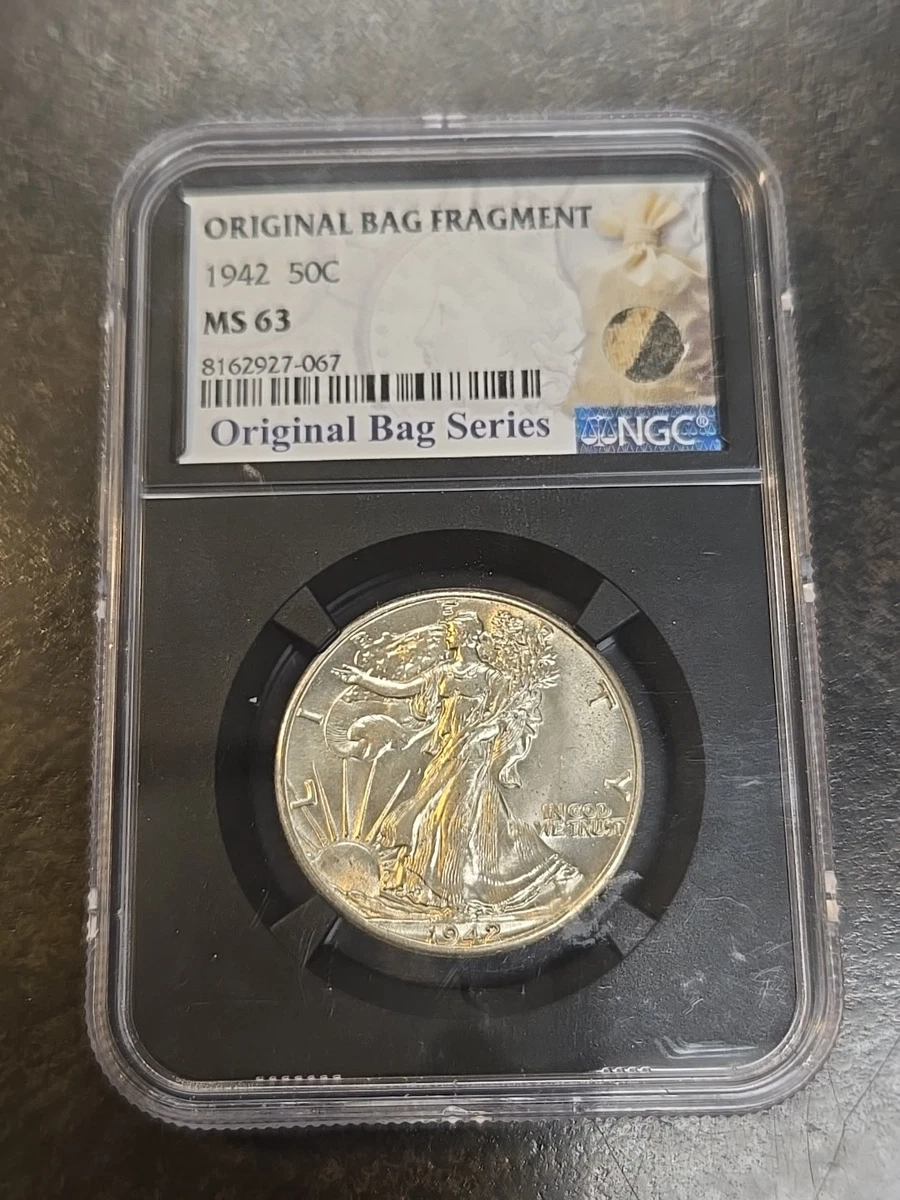 ORIGINAL BAG FRAGMENT
1942 50C
MS 63
8162927-067
Original Bag Series
NGC®
LIBERTY
IN GOD
WE TRUST
1942